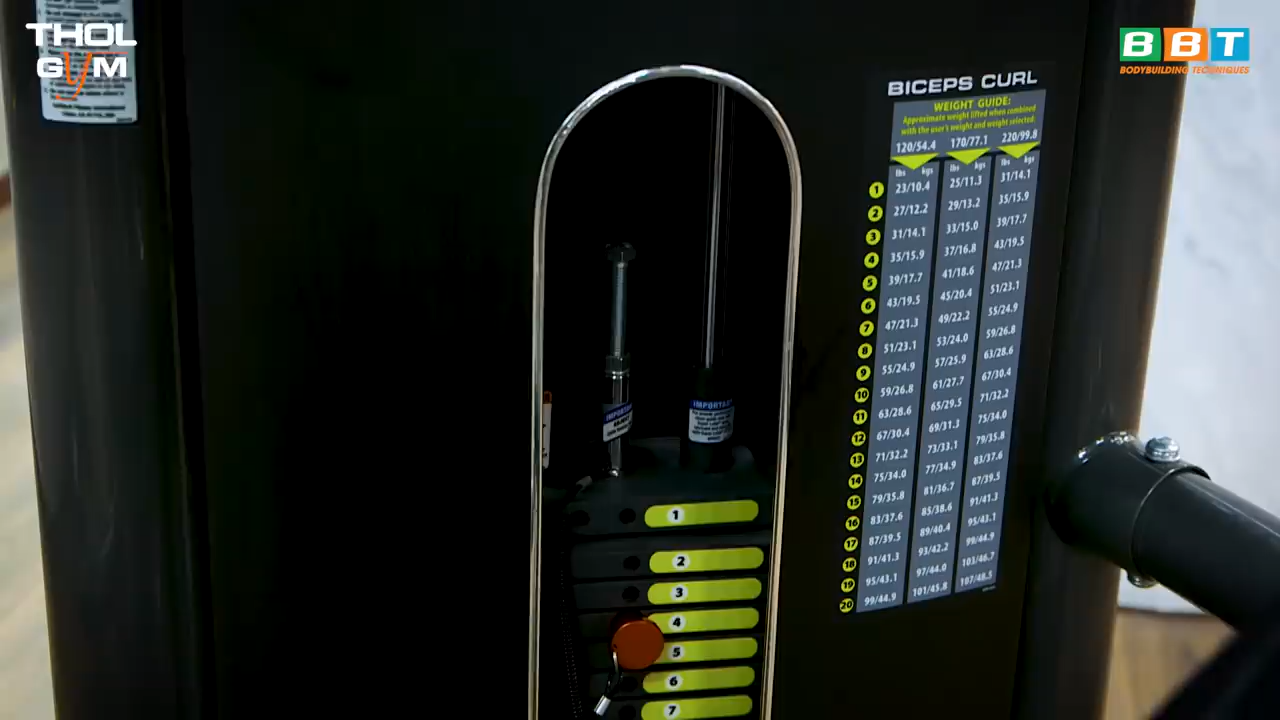 THOL
GYM
BBT
BODYBUILDING TECHNIQUES
BICEPS CURL
WEIGHT GUIDE:
Approximate weight lifted when combined
with the user's weight and weight selected:
120/54.4 170/77.1 220/99.8
lbs kgs lbs kgs lbs kgs
1 23/10.4 25/11.3 31/14.1
2 27/12.2 29/13.2 35/15.9
3 31/14.1 33/15.0 39/17.7
4 35/15.9 37/16.8 43/19.5
5 39/17.7 41/18.6 47/21.3
6 43/19.5 45/20.4 51/23.1
7 47/21.3 49/22.2 55/24.9
8 51/23.1 53/24.0 59/26.8
9 55/24.9 57/25.9 63/28.6
10 59/26.8 61/27.7 67/30.4
11 63/28.6 65/29.5 71/32.2
12 67/30.4 69/31.3 75/34.0
13 71/32.2 73/33.1 79/35.8
14 75/34.0 77/34.9 83/37.6
15 79/35.8 81/36.7 87/39.5
16 83/37.6 85/38.6 91/41.3
17 87/39.5 89/40.4 95/43.1
18 91/41.3 93/42.2 99/44.9
19 95/43.1 97/44.0 103/46.7
20 99/44.9 101/45.8 107/48.5
IMPORTANT
IMPORTANT
1
2
3
4
5
6
7